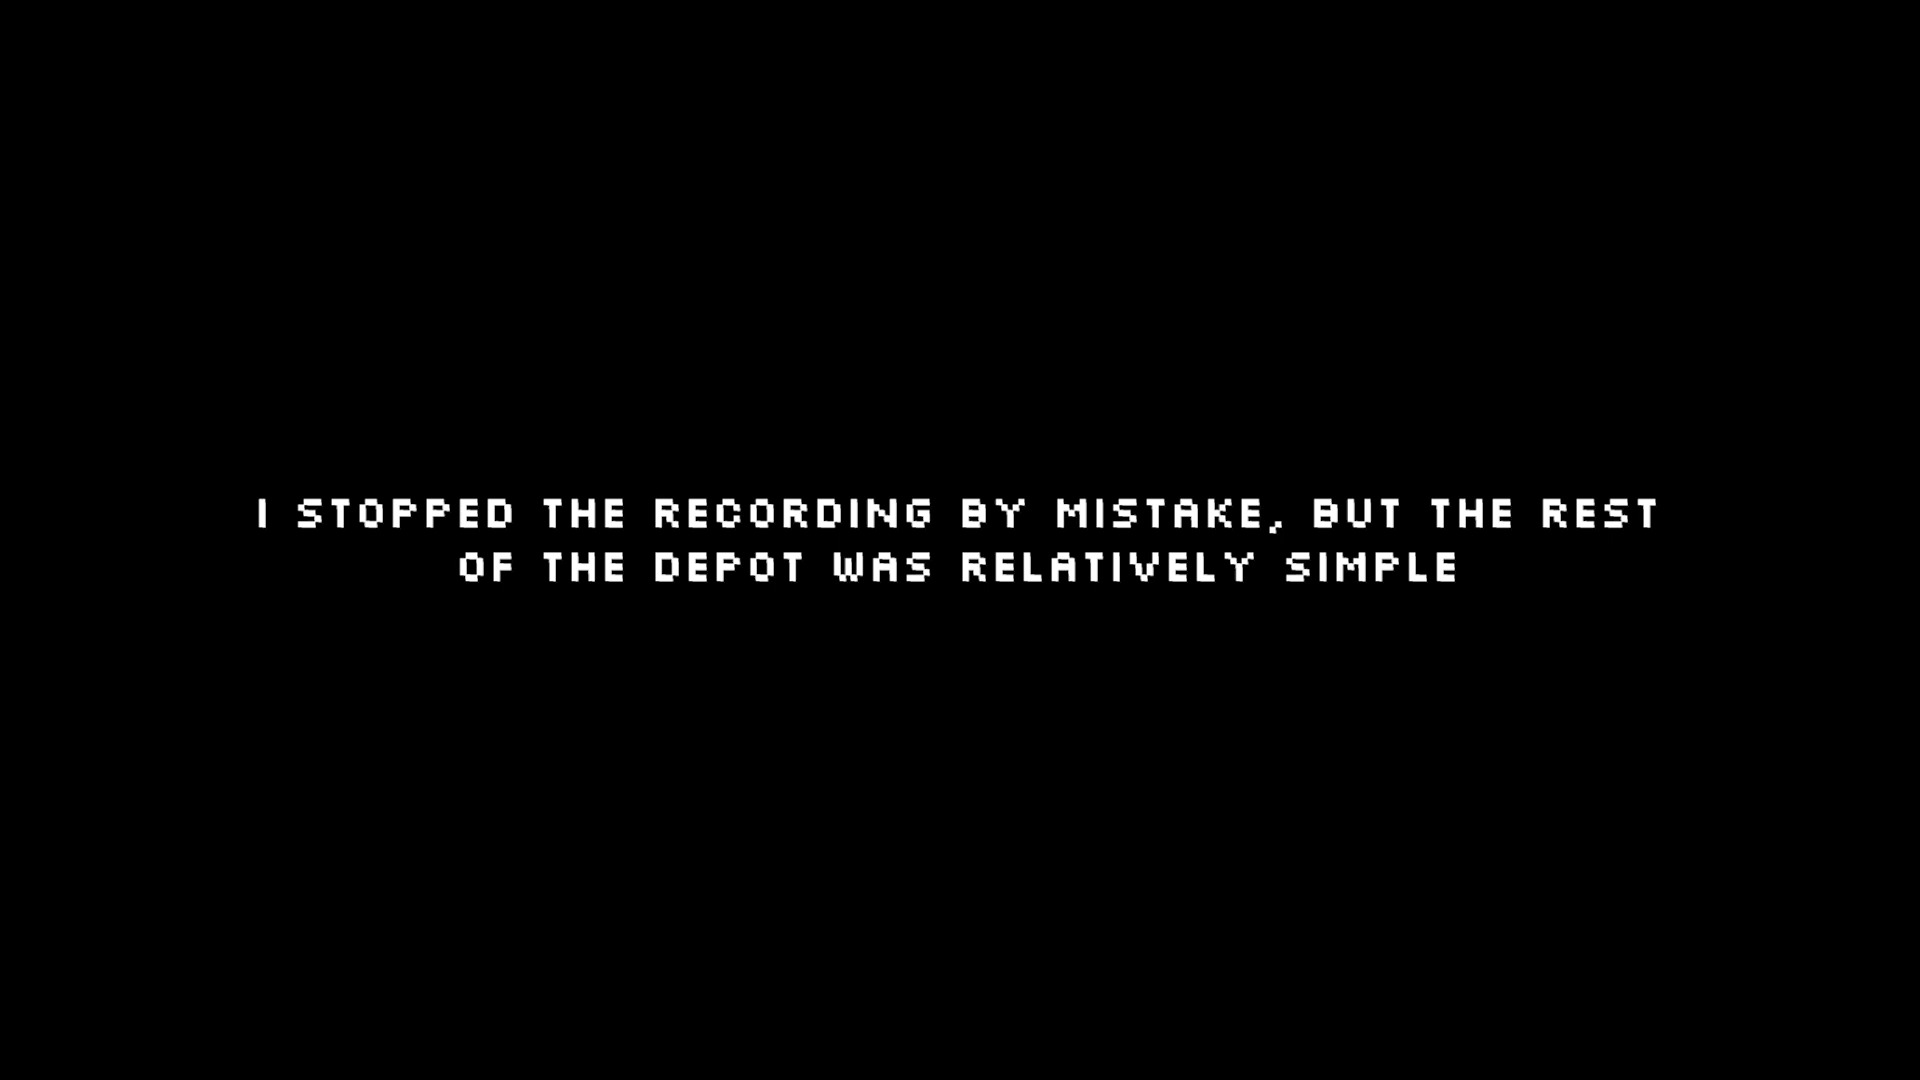 I STOPPED THE RECORDING BY MISTAKE, BUT THE REST
OF THE DEPOT WAS RELATIVELY SIMPLE